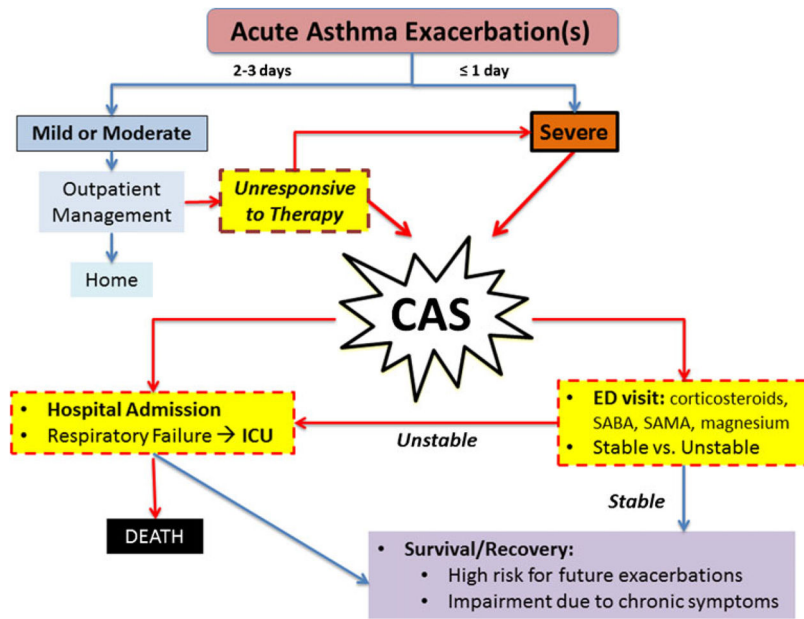 Acute Asthma Exacerbation(s)
2-3 days
≤ 1 day
Mild or Moderate
Severe
Outpatient
Management
Unresponsive
to Therapy
Home
CAS
• Hospital Admission
• Respiratory Failure → ICU
• ED visit: corticosteroids,
SABA, SAMA, magnesium
• Stable vs. Unstable
Unstable
Stable
DEATH
• Survival/Recovery:
• High risk for future exacerbations
• Impairment due to chronic symptoms